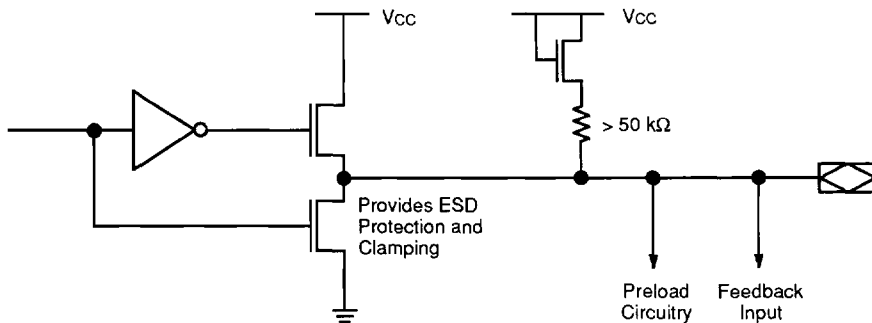 Vcc
Vcc
> 50 kΩ
Provides ESD
Protection and
Clamping
Preload
Circuitry
Feedback
Input